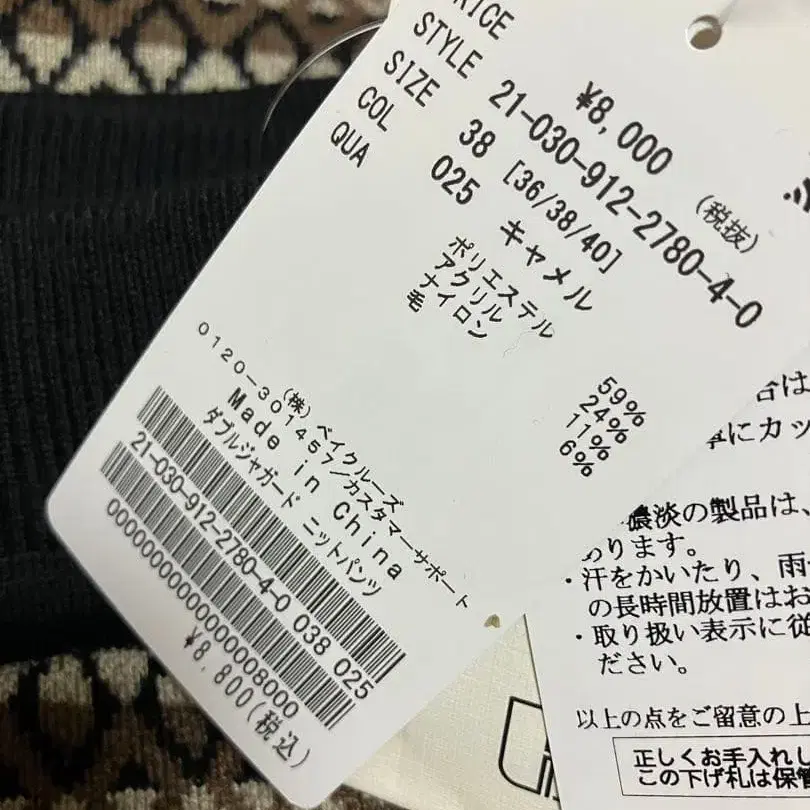 PRICE ¥8,000 (税抜)
STYLE 21-030-912-2780-4-0
SIZE 38 [36/38/40]
COL 025 キャメル
QUA ポリエステル 59%
アクリル 24%
ナイロン 11%
毛 6%
(株)ベイクルーズ
0120-301457/カスタマーサポート
Made in China
ダブルジャガード ニットパンツ
21-030-912-2780-4-0 038 025
0000000000000008000
¥8,800(税込)
合は
にカッ
濃淡の製品は、
あります。
・汗をかいたり、雨
の長時間放置はお
・取り扱い表示に従
ださい。
以上の点をご留意の上
正しくお手入れし
この下げ札は保管